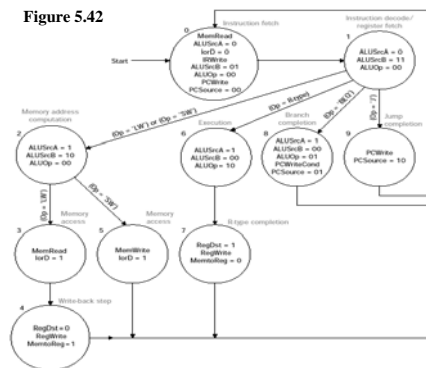 Figure 5.42
Instruction fetch
0
MemRead
ALUSrcA = 0
IorD = 0
IRWrite
ALUSrcB = 01
ALUOp = 00
PCWrite
PCSource = 00
Start
Instruction decode/
register fetch
1
ALUSrcA = 0
ALUSrcB = 11
ALUOp = 00
(Op = 'LW') or (Op = 'SW')
(Op = R-type)
(Op = 'BEQ')
(Op = 'J')
Memory address
computation
2
ALUSrcA = 1
ALUSrcB = 10
ALUOp = 00
Execution
6
ALUSrcA = 1
ALUSrcB = 00
ALUOp = 10
Branch
completion
8
ALUSrcA = 1
ALUSrcB = 00
ALUOp = 01
PCWriteCond
PCSource = 01
Jump
completion
9
PCWrite
PCSource = 10
(Op = 'LW')
(Op = 'SW')
Memory
access
3
MemRead
IorD = 1
Memory
access
5
MemWrite
IorD = 1
R-type completion
7
RegDst = 1
RegWrite
MemtoReg = 0
Write-back step
4
RegDst=0
RegWrite
MemtoReg=1